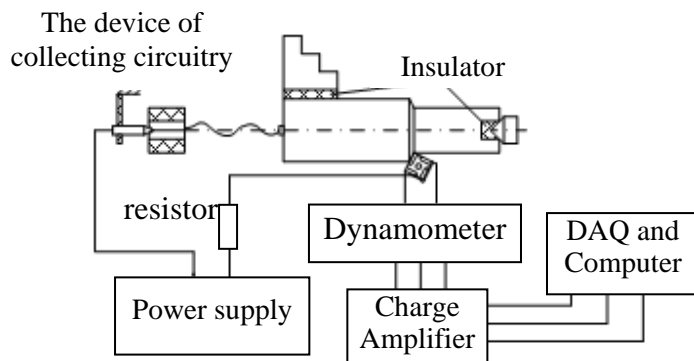 The device of
collecting circuitry
Insulator
resistor
Dynamometer
DAQ and
Computer
Power supply
Charge
Amplifier